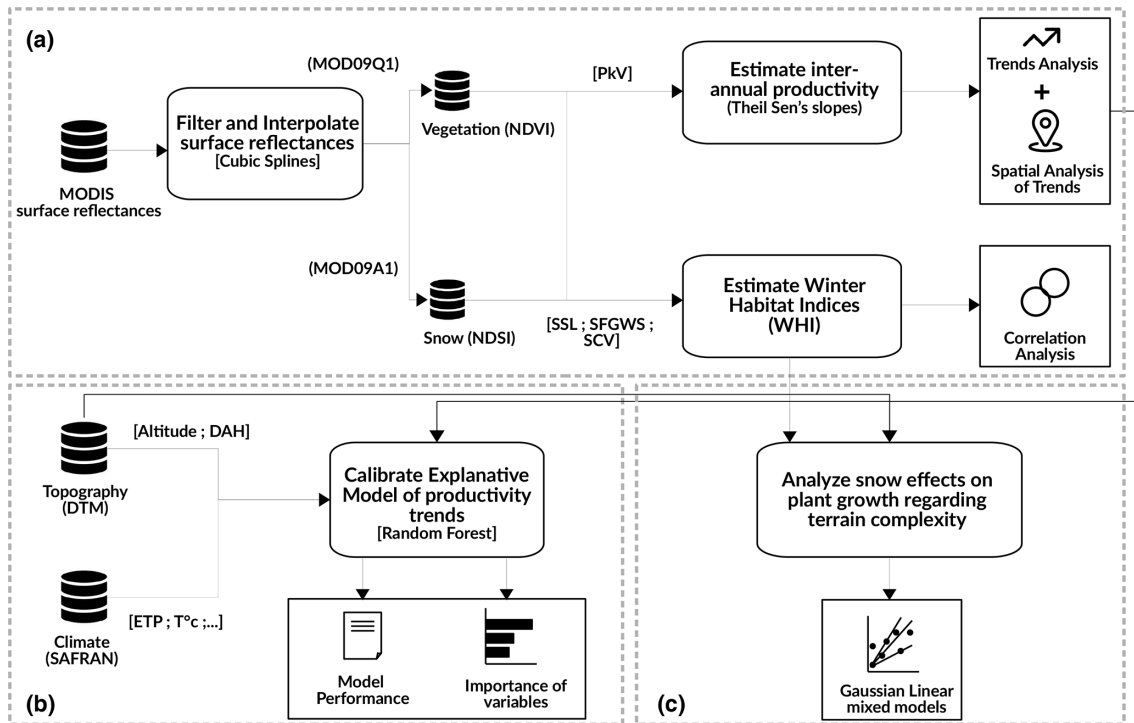 (a)
(MOD09Q1)
Vegetation (NDVI)
[PkV]
Estimate inter-
annual productivity
(Theil Sen's slopes)
Trends Analysis
+
Spatial Analysis
of Trends
Filter and Interpolate
surface reflectances
[Cubic Splines]
MODIS
surface reflectances
(MOD09A1)
Snow (NDSI)
[SSL ; SFGWS ;
SCV]
Estimate Winter
Habitat Indices
(WHI)
Correlation
Analysis
[Altitude ; DAH]
Topography
(DTM)
Calibrate Explanative
Model of productivity
trends
[Random Forest]
Climate
(SAFRAN)
[ETP ; T°c ;...]
Model
Performance
Importance of
variables
(b)
Analyze snow effects on
plant growth regarding
terrain complexity
Gaussian Linear
mixed models
(c)